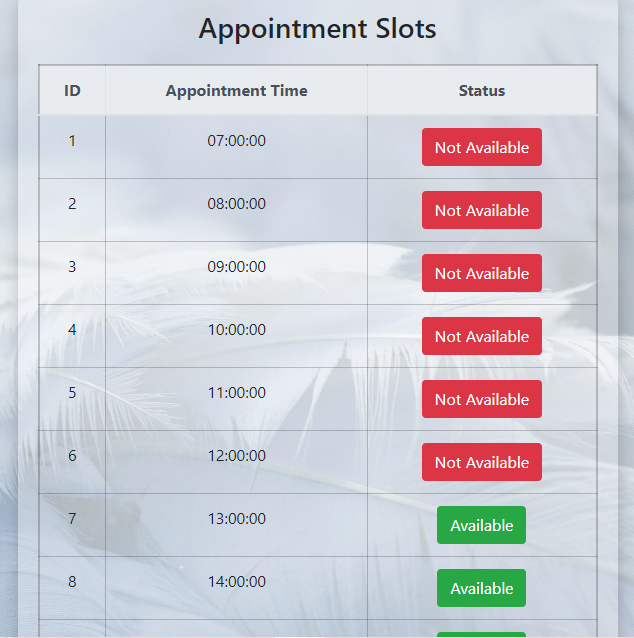 Appointment Slots
ID Appointment Time Status
1 07:00:00 Not Available
2 08:00:00 Not Available
3 09:00:00 Not Available
4 10:00:00 Not Available
5 11:00:00 Not Available
6 12:00:00 Not Available
7 13:00:00 Available
8 14:00:00 Available